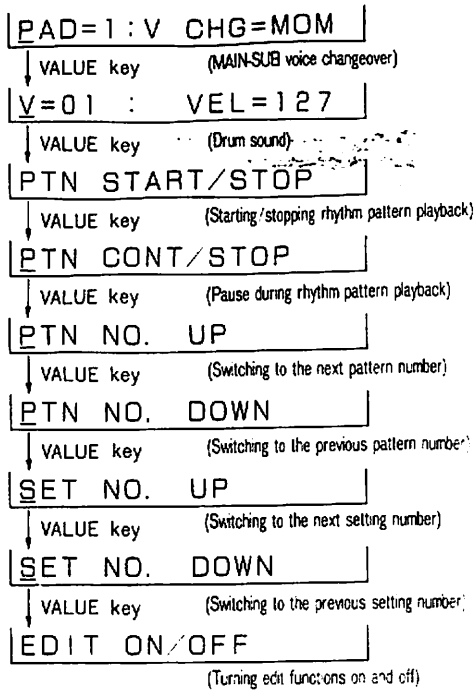 PAD=1:V CHG=MOM
VALUE key (MAIN-SUB voice changeover)
V=01 : VEL=127
VALUE key (Drum sound)
PTN START/STOP
VALUE key (Starting/stopping rhythm pattern playback)
PTN CONT/STOP
VALUE key (Pause during rhythm pattern playback)
PTN NO. UP
VALUE key (Switching to the next pattern number)
PTN NO. DOWN
VALUE key (Switching to the previous pattern number)
SET NO. UP
VALUE key (Switching to the next setting number)
SET NO. DOWN
VALUE key (Switching to the previous setting number)
EDIT ON/OFF
(Turning edit functions on and off)